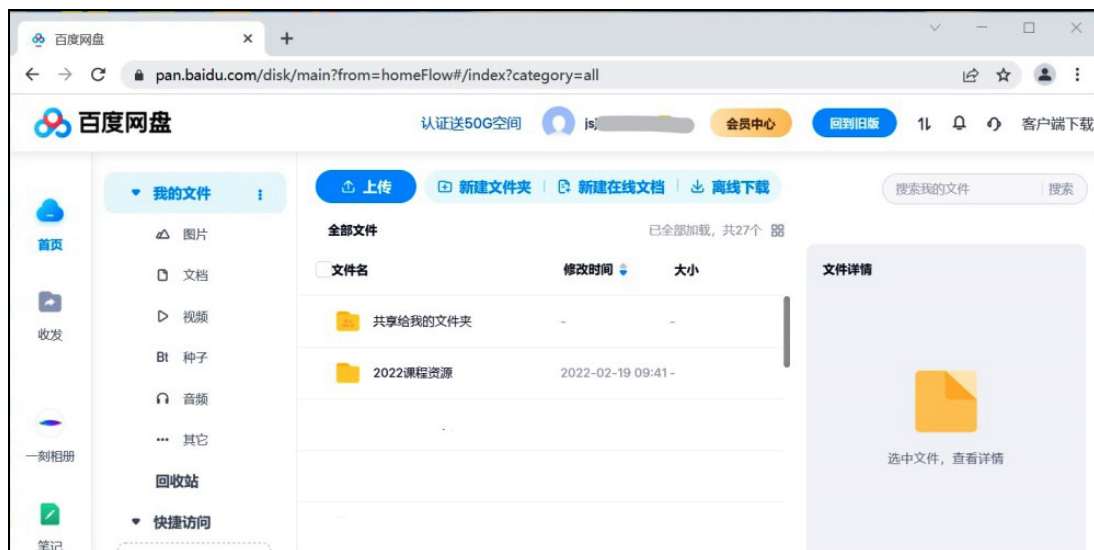 百度网盘
pan.baidu.com/disk/main?from=homeFlow#/index?category=all
百度网盘 认证送50G空间 js 会员中心 回到旧版 客户端下载
我的文件 上传 新建文件夹 新建在线文档 离线下载 搜索我的文件 搜索
首页 图片 全部文件 已全部加载，共27个
文档 文件名 修改时间 大小 文件详情
收发 视频 共享给我的文件夹 - -
Bt 种子 2022课程资源 2022-02-19 09:41 -
音频
一刻相册 其它 选中文件，查看详情
回收站
笔记 快捷访问